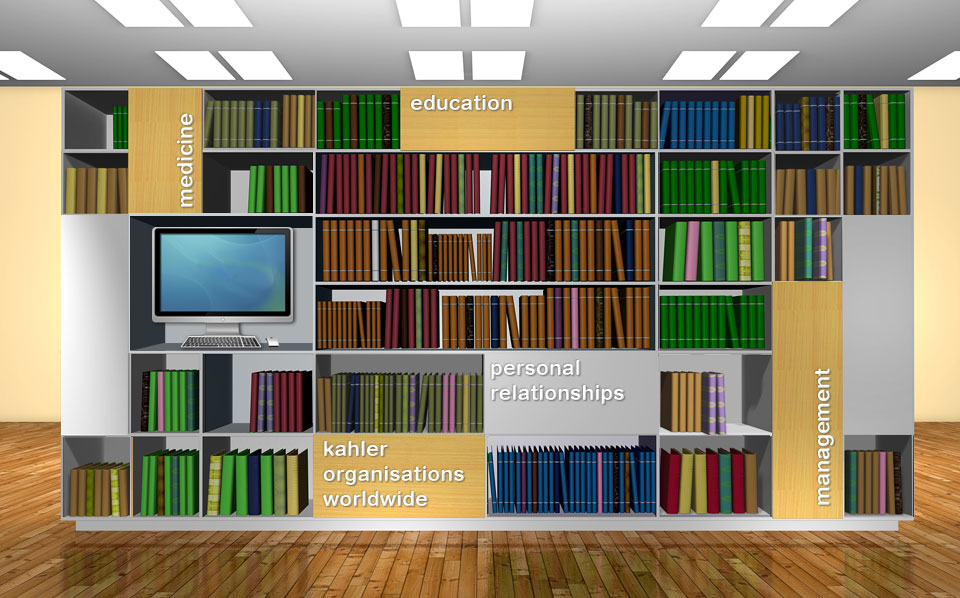 medicine
education
personal
relationships
kahler
organisations
worldwide
management